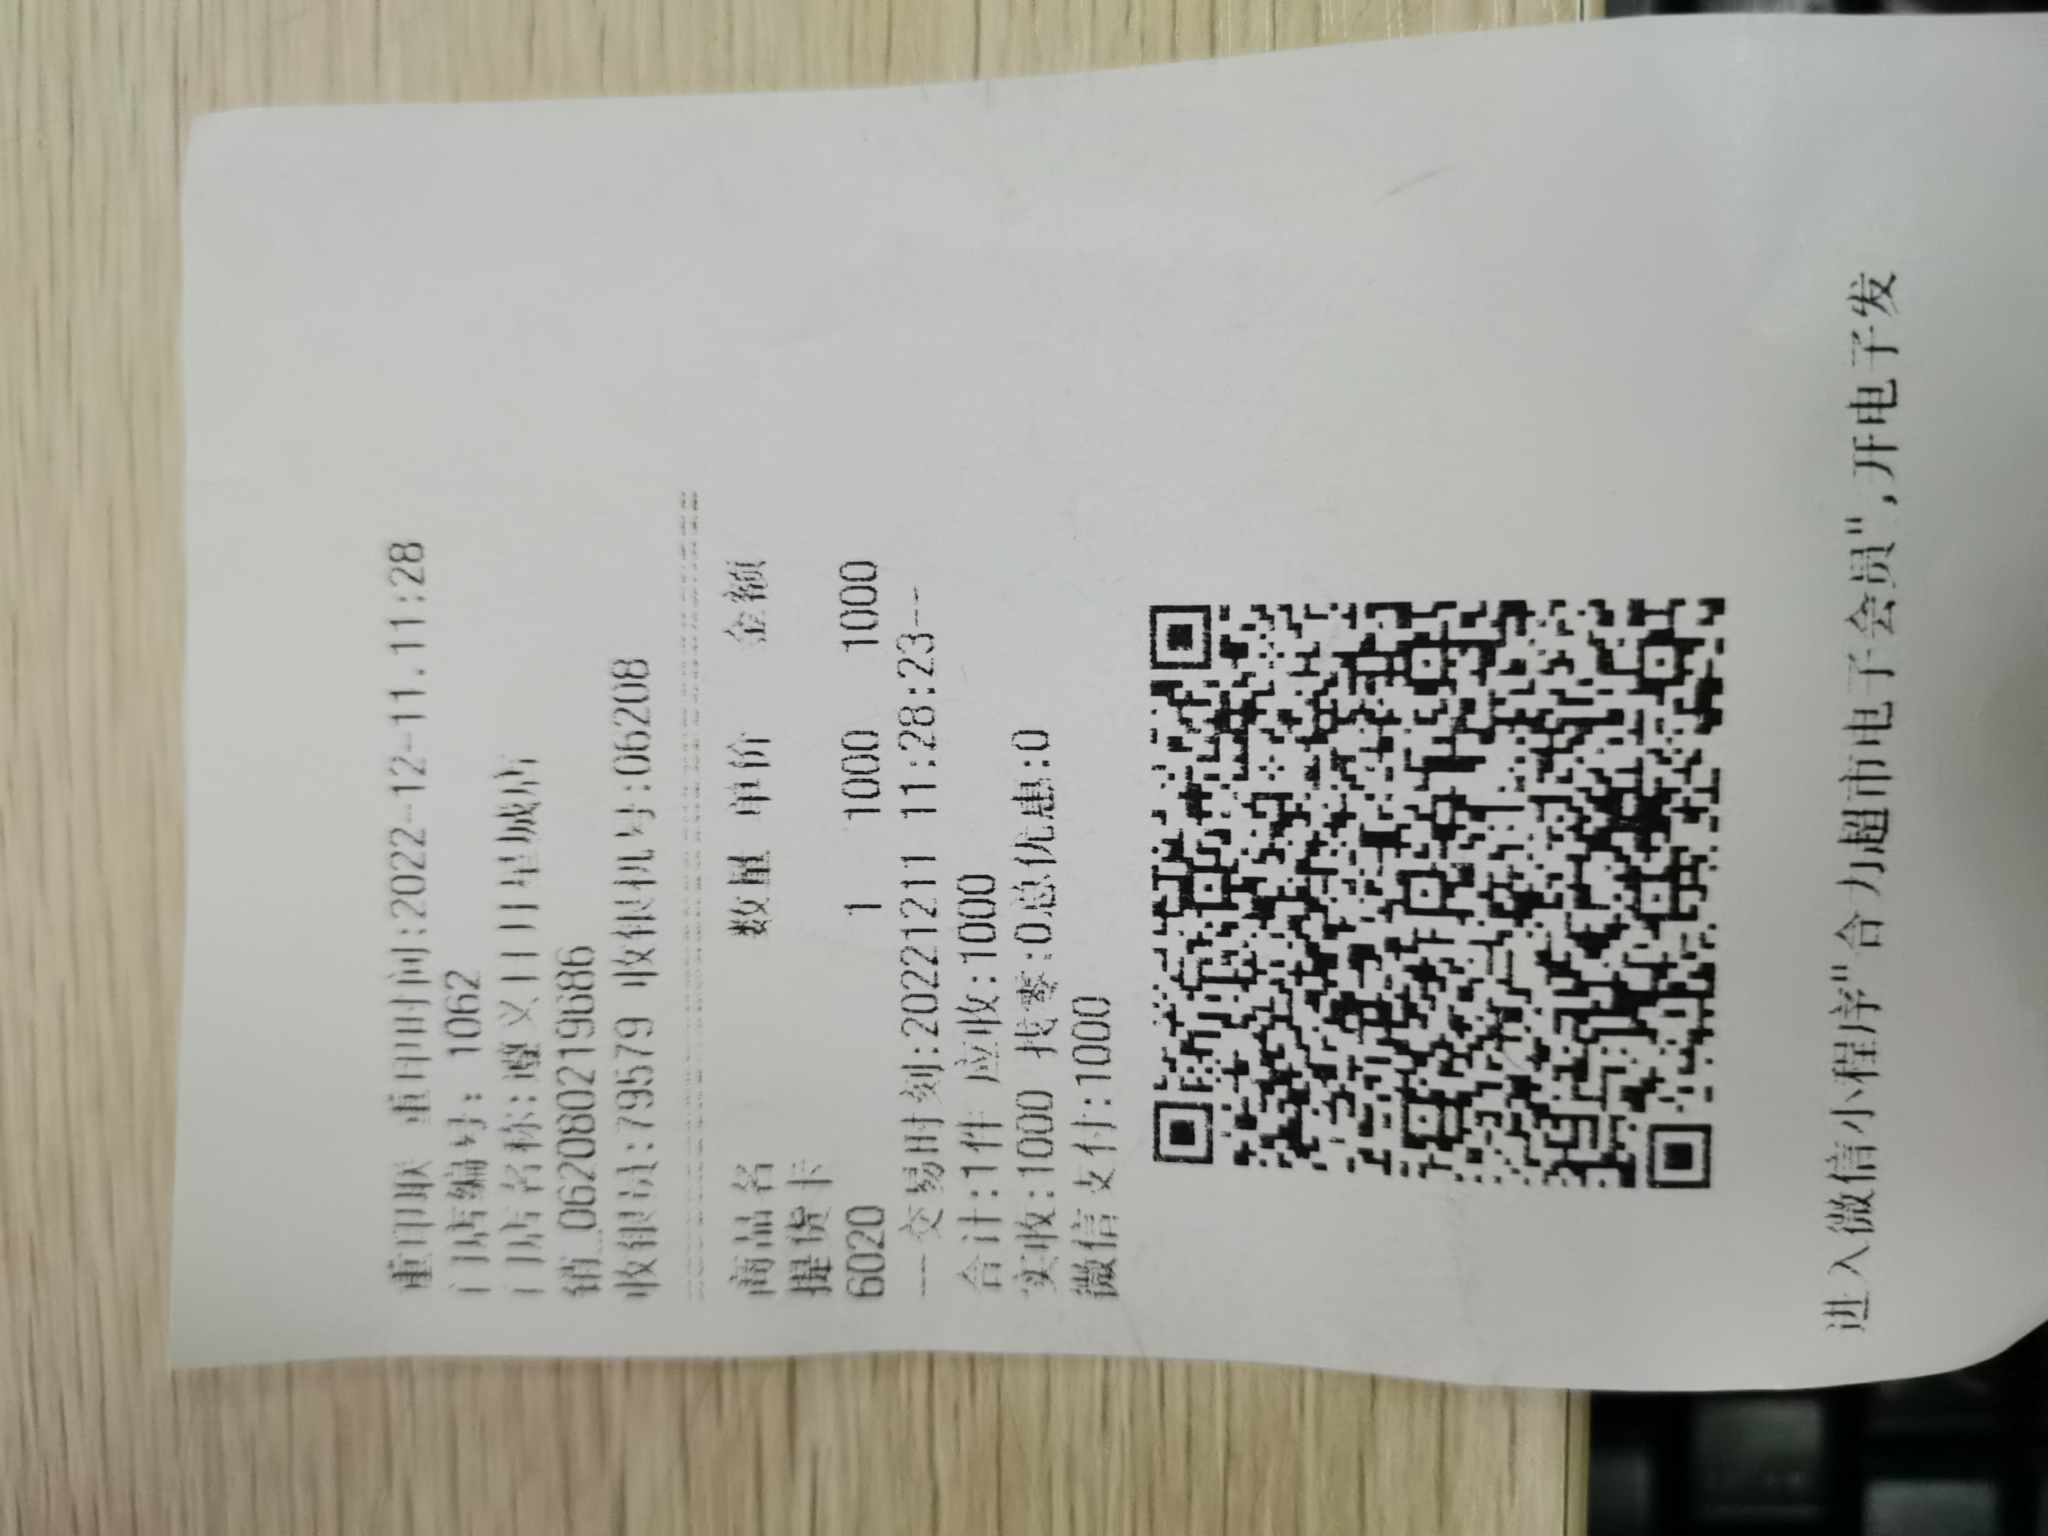 重印联 重印时间:2022-12-11.11:28
门店编号: 1062
门店名称:遵义日月星城店
销_062080219686
收银员:79579 收银机号:06208
商品名 数量 单价 金额
提货卡
6020 1 1000 1000
--交易时刻:20221211 11:28:23--
合计:1件 应收:1000
实收:1000 找零:0总优惠:0
微信支付:1000
进入微信小程序"合力超市电子会员",开电子发